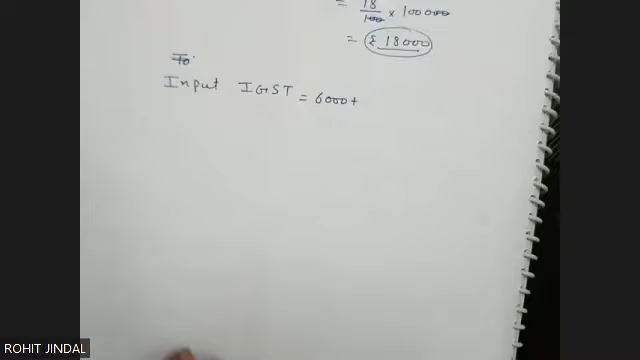 = 18/100 x 100000
= ₹ 18000
To
Input IGST = 6000+
ROHIT JINDAL